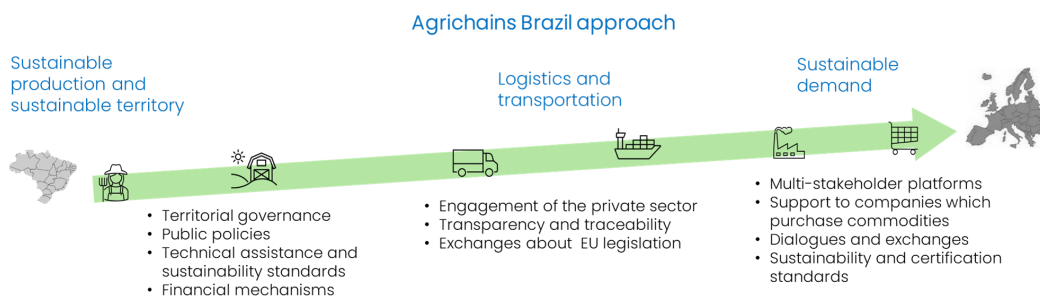 Agrichains Brazil approach
Sustainable
production and
sustainable territory
Logistics and
transportation
Sustainable
demand
• Territorial governance
• Public policies
• Technical assistance and
sustainability standards
• Financial mechanisms
• Engagement of the private sector
• Transparency and traceability
• Exchanges about EU legislation
• Multi-stakeholder platforms
• Support to companies which
purchase commodities
• Dialogues and exchanges
• Sustainability and certification
standards